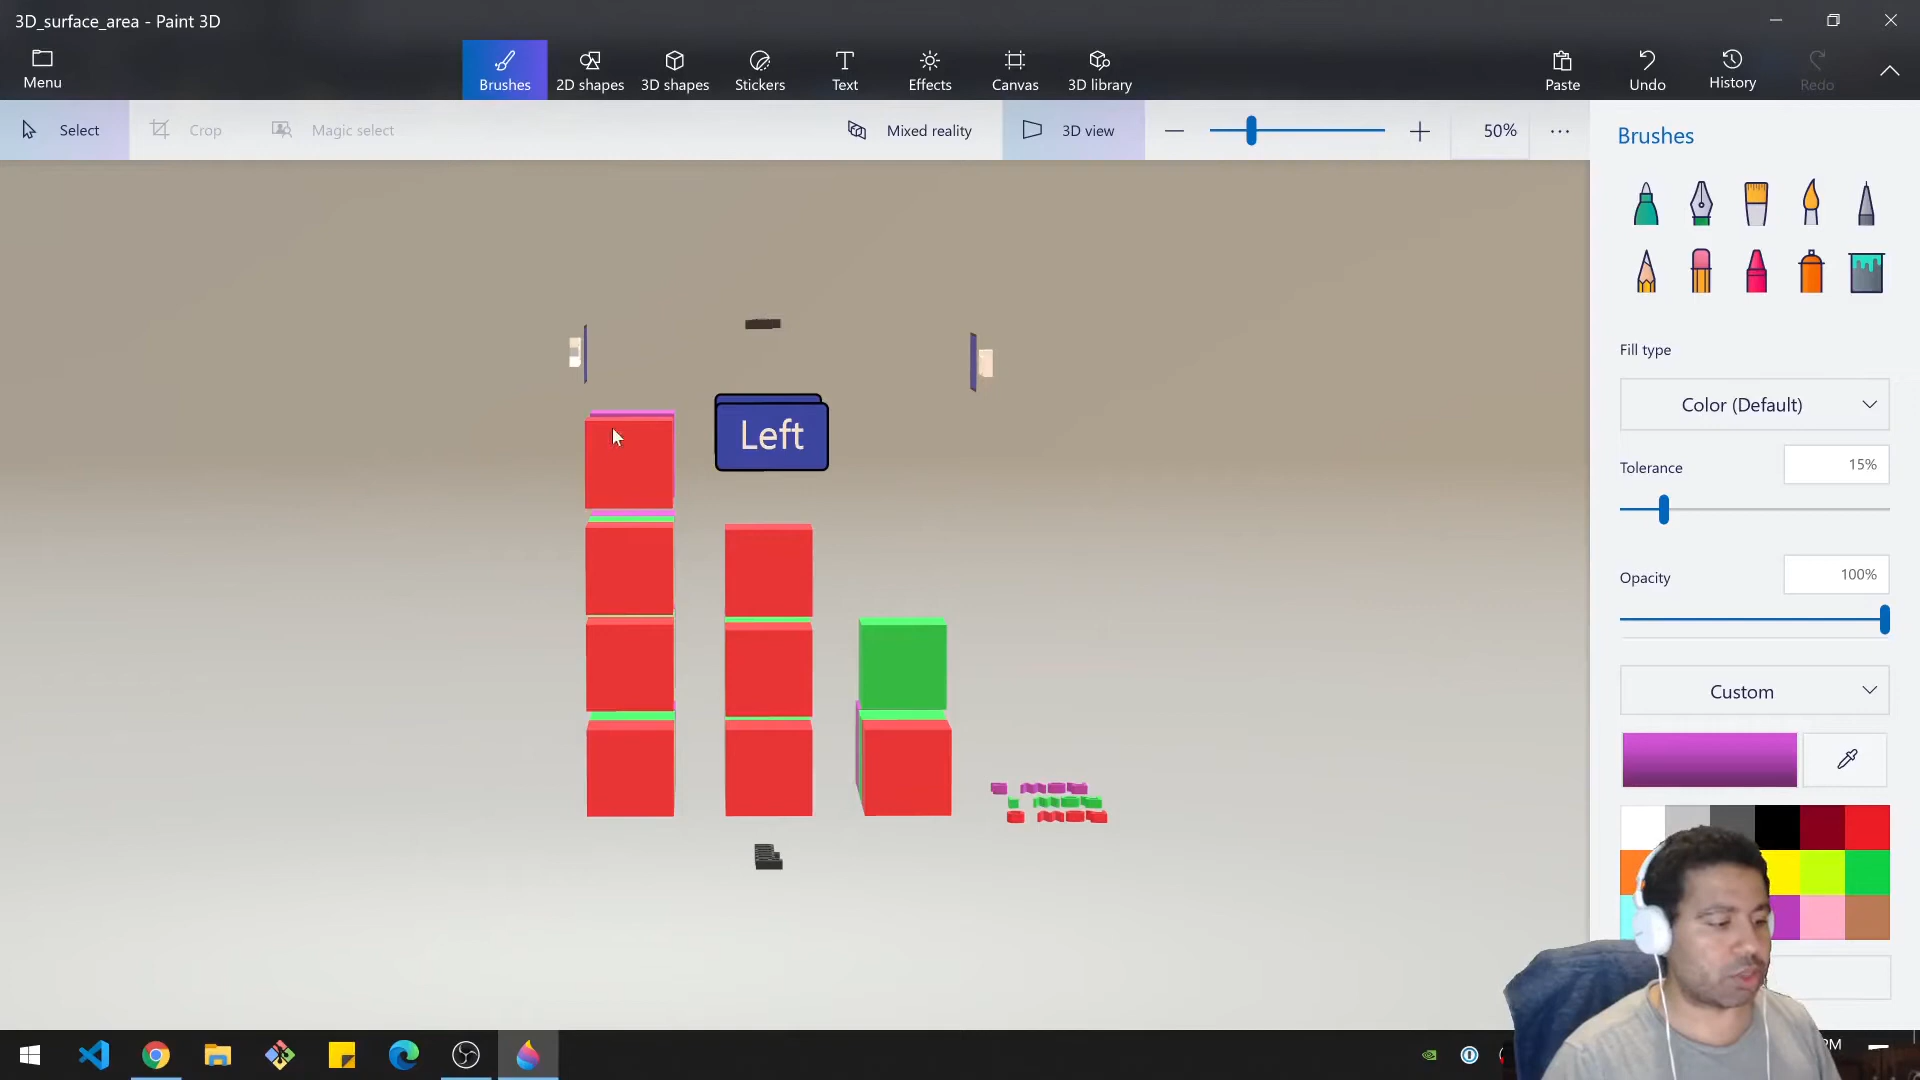 3D_surface_area - Paint 3D
Menu
Brushes
2D shapes
3D shapes
Stickers
Text
Effects
Canvas
3D library
Paste
Undo
History
Redo
Select
Crop
Magic select
Mixed reality
3D view
50%
Brushes
Fill type
Color (Default)
Tolerance
15%
Opacity
100%
Custom
Left